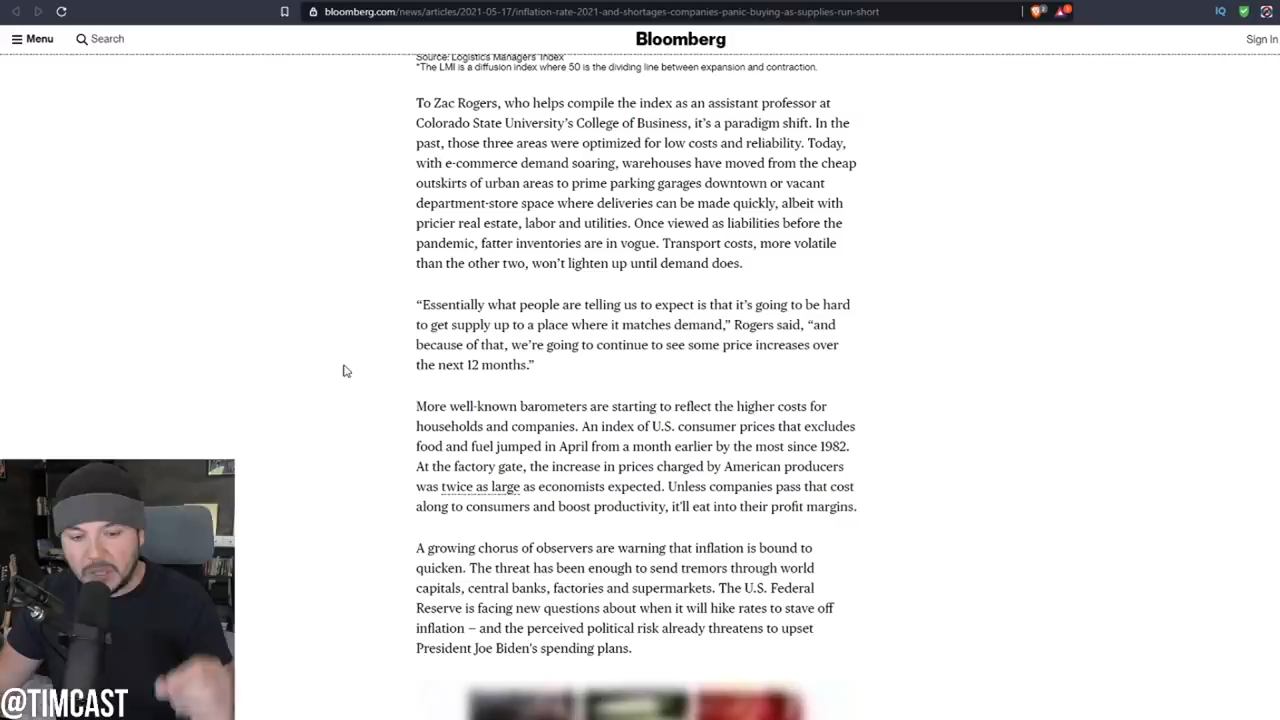 bloomberg.com/news/articles/2021-05-17/inflation-rate-2021-and-shortages-companies-panic-buying-as-supplies-run-short
Menu Search Bloomberg Sign In
Source: Logistics Managers' Index
*The LMI is a diffusion index where 50 is the dividing line between expansion and contraction.
To Zac Rogers, who helps compile the index as an assistant professor at
Colorado State University's College of Business, it's a paradigm shift. In the
past, those three areas were optimized for low costs and reliability. Today,
with e-commerce demand soaring, warehouses have moved from the cheap
outskirts of urban areas to prime parking garages downtown or vacant
department-store space where deliveries can be made quickly, albeit with
pricier real estate, labor and utilities. Once viewed as liabilities before the
pandemic, fatter inventories are in vogue. Transport costs, more volatile
than the other two, won't lighten up until demand does.
“Essentially what people are telling us to expect is that it's going to be hard
to get supply up to a place where it matches demand,” Rogers said, “and
because of that, we're going to continue to see some price increases over
the next 12 months.”
More well-known barometers are starting to reflect the higher costs for
households and companies. An index of U.S. consumer prices that excludes
food and fuel jumped in April from a month earlier by the most since 1982.
At the factory gate, the increase in prices charged by American producers
was twice as large as economists expected. Unless companies pass that cost
along to consumers and boost productivity, it'll eat into their profit margins.
A growing chorus of observers are warning that inflation is bound to
quicken. The threat has been enough to send tremors through world
capitals, central banks, factories and supermarkets. The U.S. Federal
Reserve is facing new questions about when it will hike rates to stave off
inflation — and the perceived political risk already threatens to upset
President Joe Biden's spending plans.
@TIMCAST